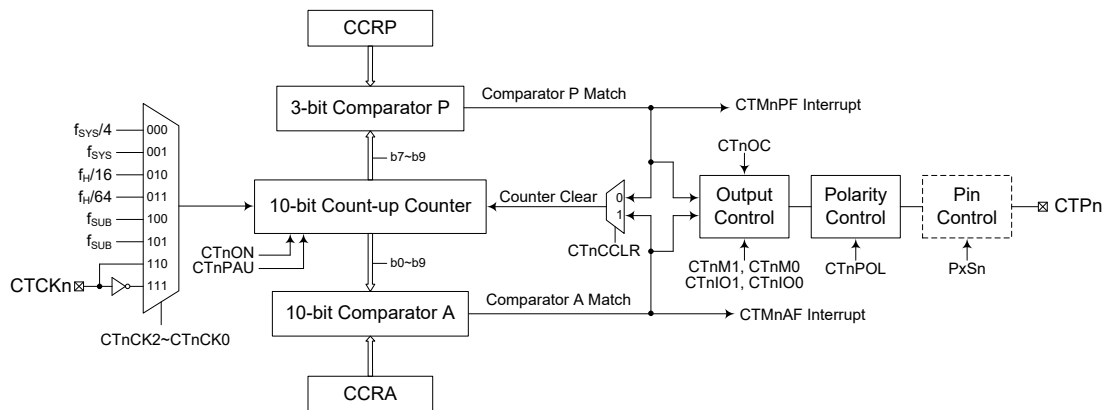 CCRP
3-bit Comparator P
Comparator P Match
CTMnPF Interrupt
fSYS/4
000
fSYS
001
fH/16
010
fH/64
011
fSUB
100
fSUB
101
110
111
CTCKn
CTnCK2~CTnCK0
b7~b9
10-bit Count-up Counter
CTnON
CTnPAU
b0~b9
Counter Clear
0
1
CTnCCLR
CTnOC
Output
Control
CTnM1, CTnM0
CTnIO1, CTnIO0
Polarity
Control
CTnPOL
Pin
Control
PxSn
CTPn
10-bit Comparator A
Comparator A Match
CTMnAF Interrupt
CCRA